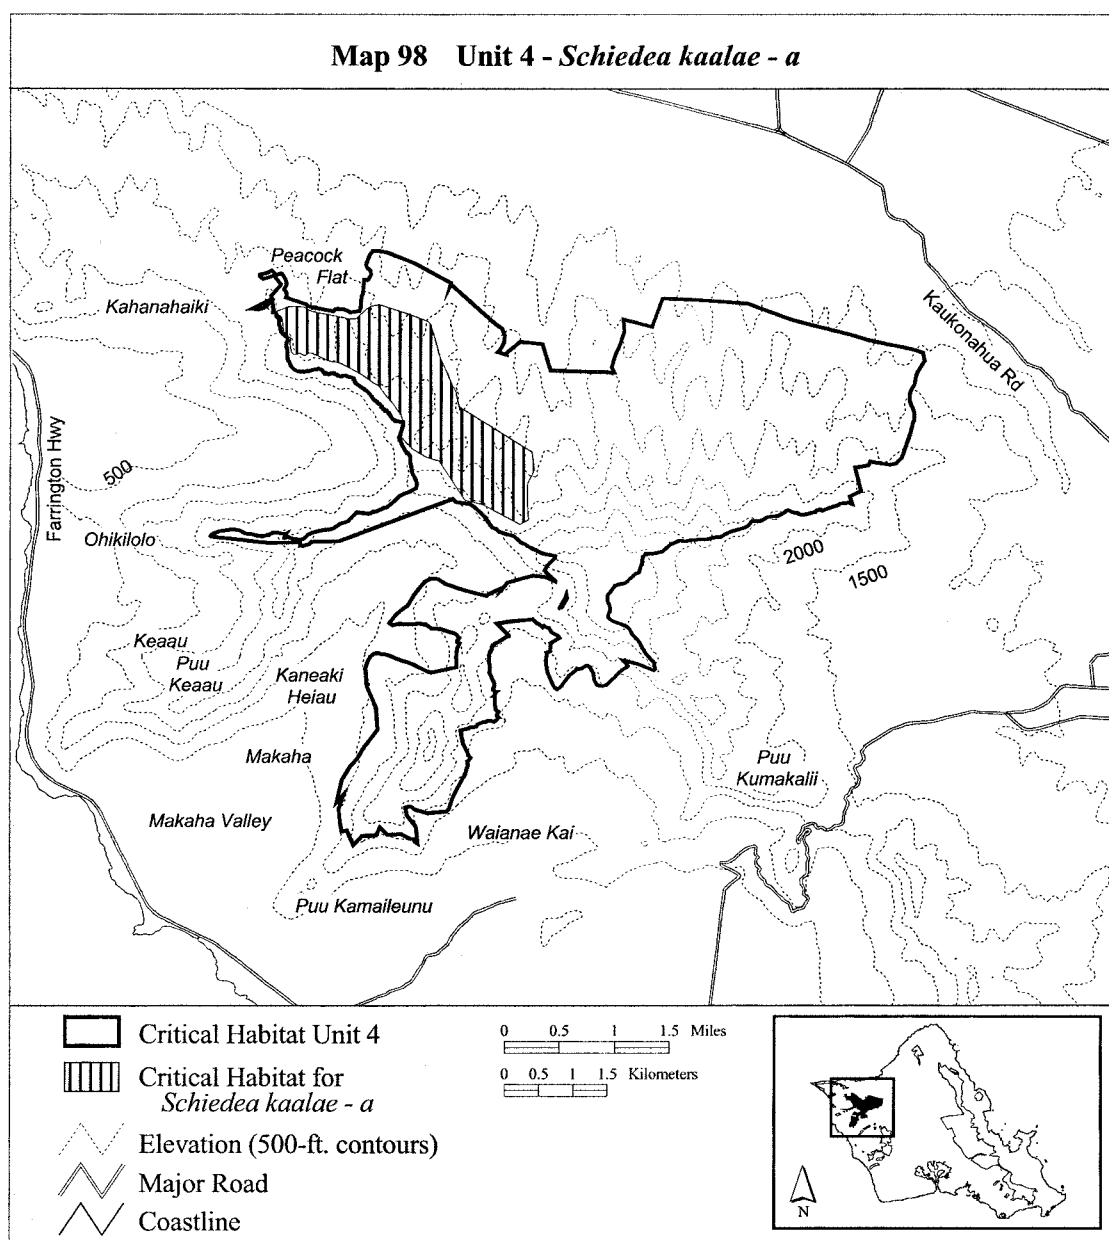 Map 98 Unit 4 - Schiedea kaalae - a
Peacock
Flat
Kahanahaiki
Kaukonahua Rd
Farrington Hwy
500
Ohikilolo
2000
1500
Keaau
Puu
Keaau
Kaneaki
Heiau
Makaha
Puu
Kumakalii
Makaha Valley
Waianae Kai
Puu Kamaileunu
Critical Habitat Unit 4
Critical Habitat for
Schiedea kaalae - a
Elevation (500-ft. contours)
Major Road
Coastline
0 0.5 1 1.5 Miles
0 0.5 1 1.5 Kilometers
N